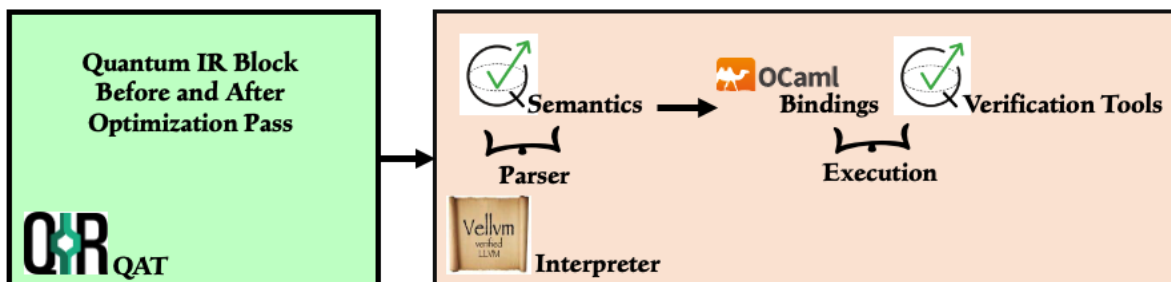 Quantum IR Block
Before and After
Optimization Pass
QIR QAT
Semantics
OCaml
Bindings
Verification Tools
Parser
Execution
Vellvm
verified
LLVM
Interpreter